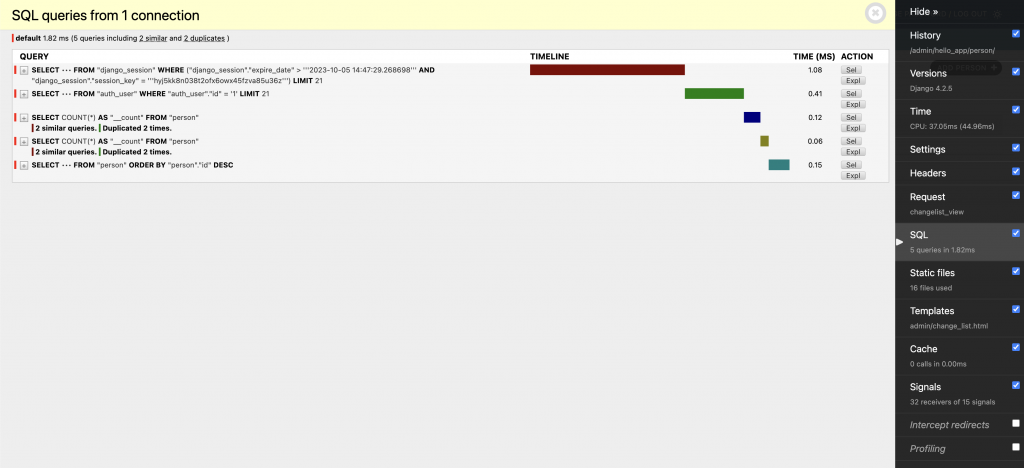 SQL queries from 1 connection
default 1.82 ms (5 queries including 2 similar and 2 duplicates )
QUERY TIMELINE TIME (MS) ACTION
SELECT ••• FROM "django_session" WHERE ("django_session"."expire_date" > '''2023-10-05 14:47:29.268698''' AND 1.08 Sel
"django_session"."session_key" = '''hyj5kk8n038t2ofx6owx45fzva85u36z''') LIMIT 21 Expl
SELECT ••• FROM "auth_user" WHERE "auth_user"."id" = '1' LIMIT 21 0.41 Sel
Expl
SELECT COUNT(*) AS "__count" FROM "person" 0.12 Sel
2 similar queries. Duplicated 2 times. Expl
SELECT COUNT(*) AS "__count" FROM "person" 0.06 Sel
2 similar queries. Duplicated 2 times. Expl
SELECT ••• FROM "person" ORDER BY "person"."id" DESC 0.15 Sel
Expl
Hide »
History
/admin/hello_app/person/
Versions
Django 4.2.5
Time
CPU: 37.05ms (44.96ms)
Settings
Headers
Request
changelist_view
SQL
5 queries in 1.82ms
Static files
16 files used
Templates
admin/change_list.html
Cache
0 calls in 0.00ms
Signals
32 receivers of 15 signals
Intercept redirects
Profiling